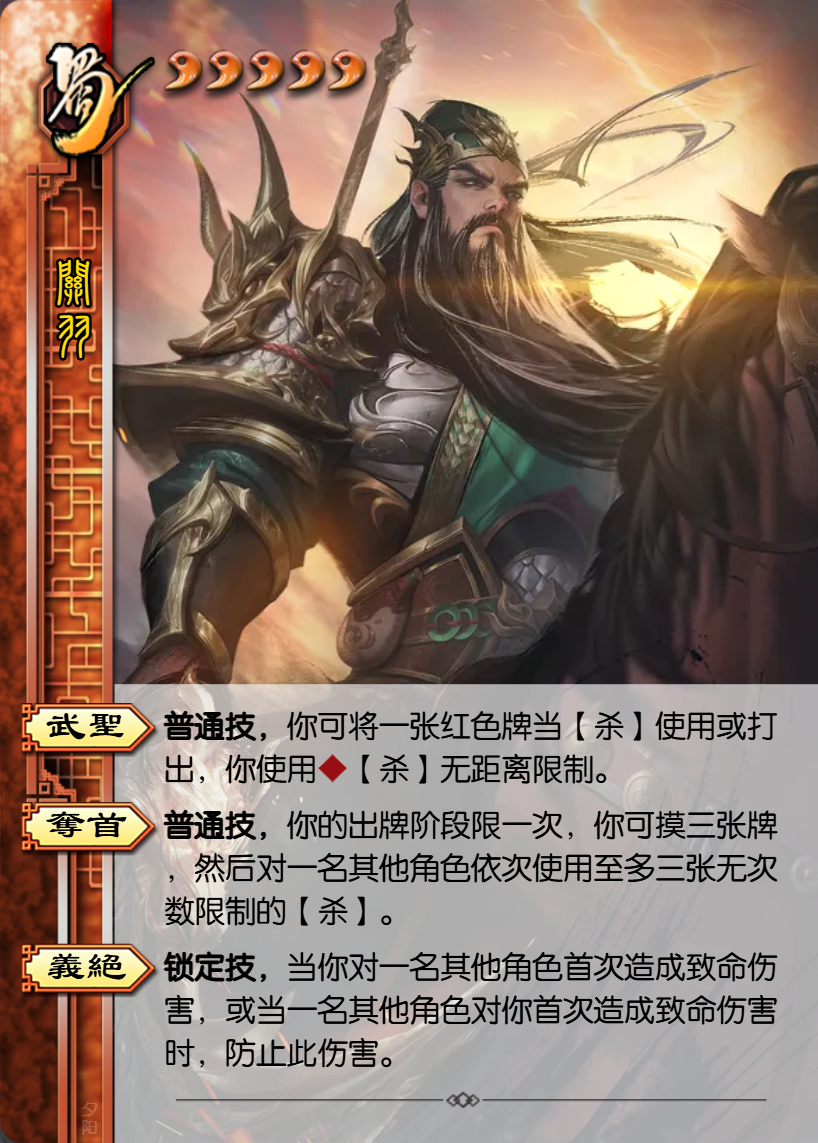 蜀
關羽
武聖
普通技，你可将一张红色牌当【杀】使用或打
出，你使用◆【杀】无距离限制。
奪首
普通技，你的出牌阶段限一次，你可摸三张牌
，然后对一名其他角色依次使用至多三张无次
数限制的【杀】。
義絕
锁定技，当你对一名其他角色首次造成致命伤
害，或当一名其他角色对你首次造成致命伤害
时，防止此伤害。
夕阳